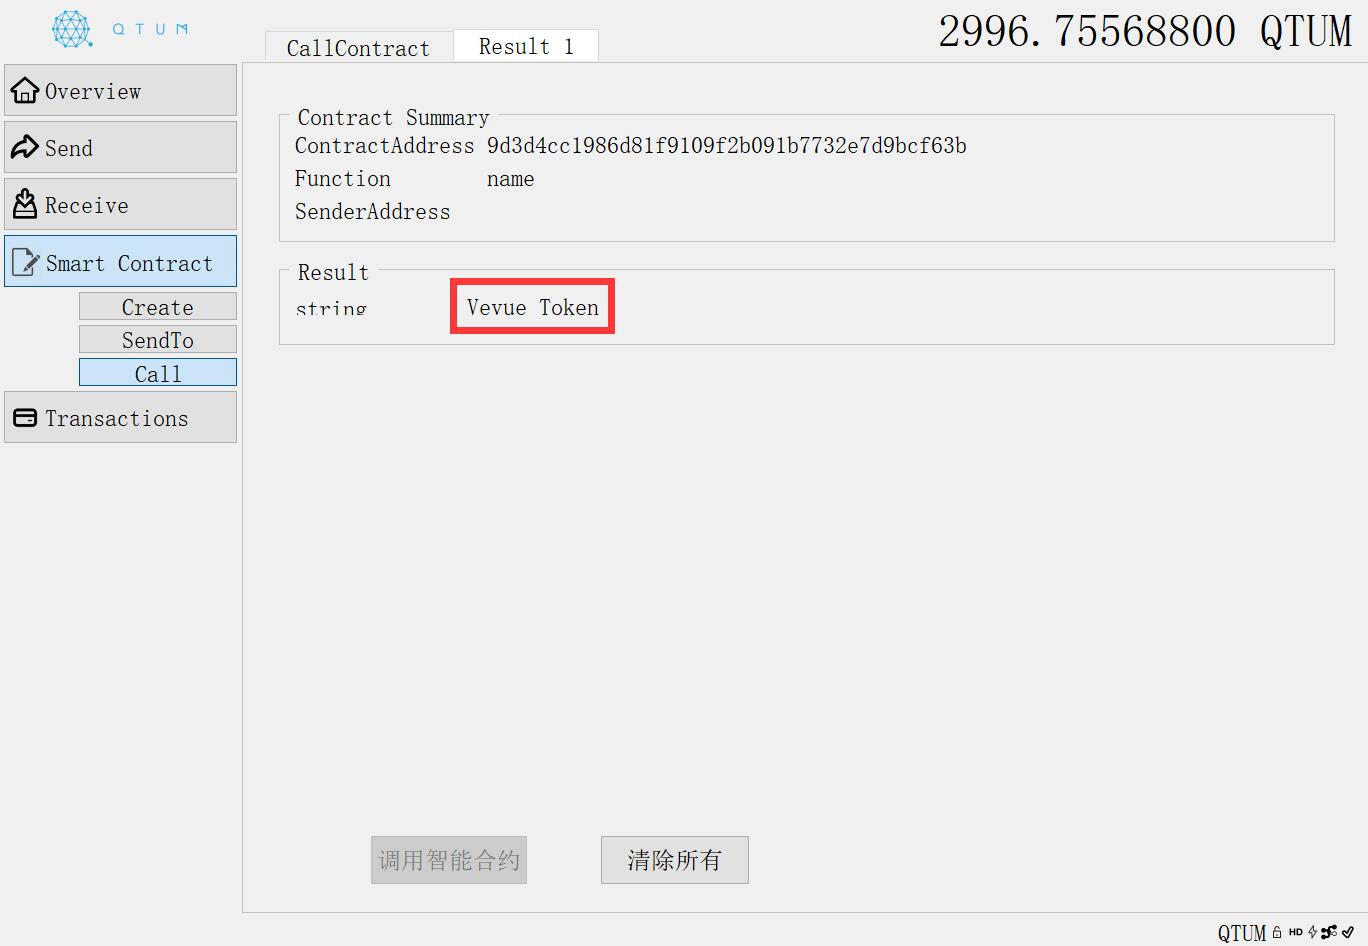 QTUM
2996.75568800 QTUM
CallContract
Result 1
Overview
Send
Receive
Smart Contract
Create
SendTo
Call
Transactions
Contract Summary
ContractAddress 9d3d4cc1986d81f9109f2b091b7732e7d9bcf63b
Function name
SenderAddress
Result
string Vevue Token
调用智能合约
清除所有
QTUM HD